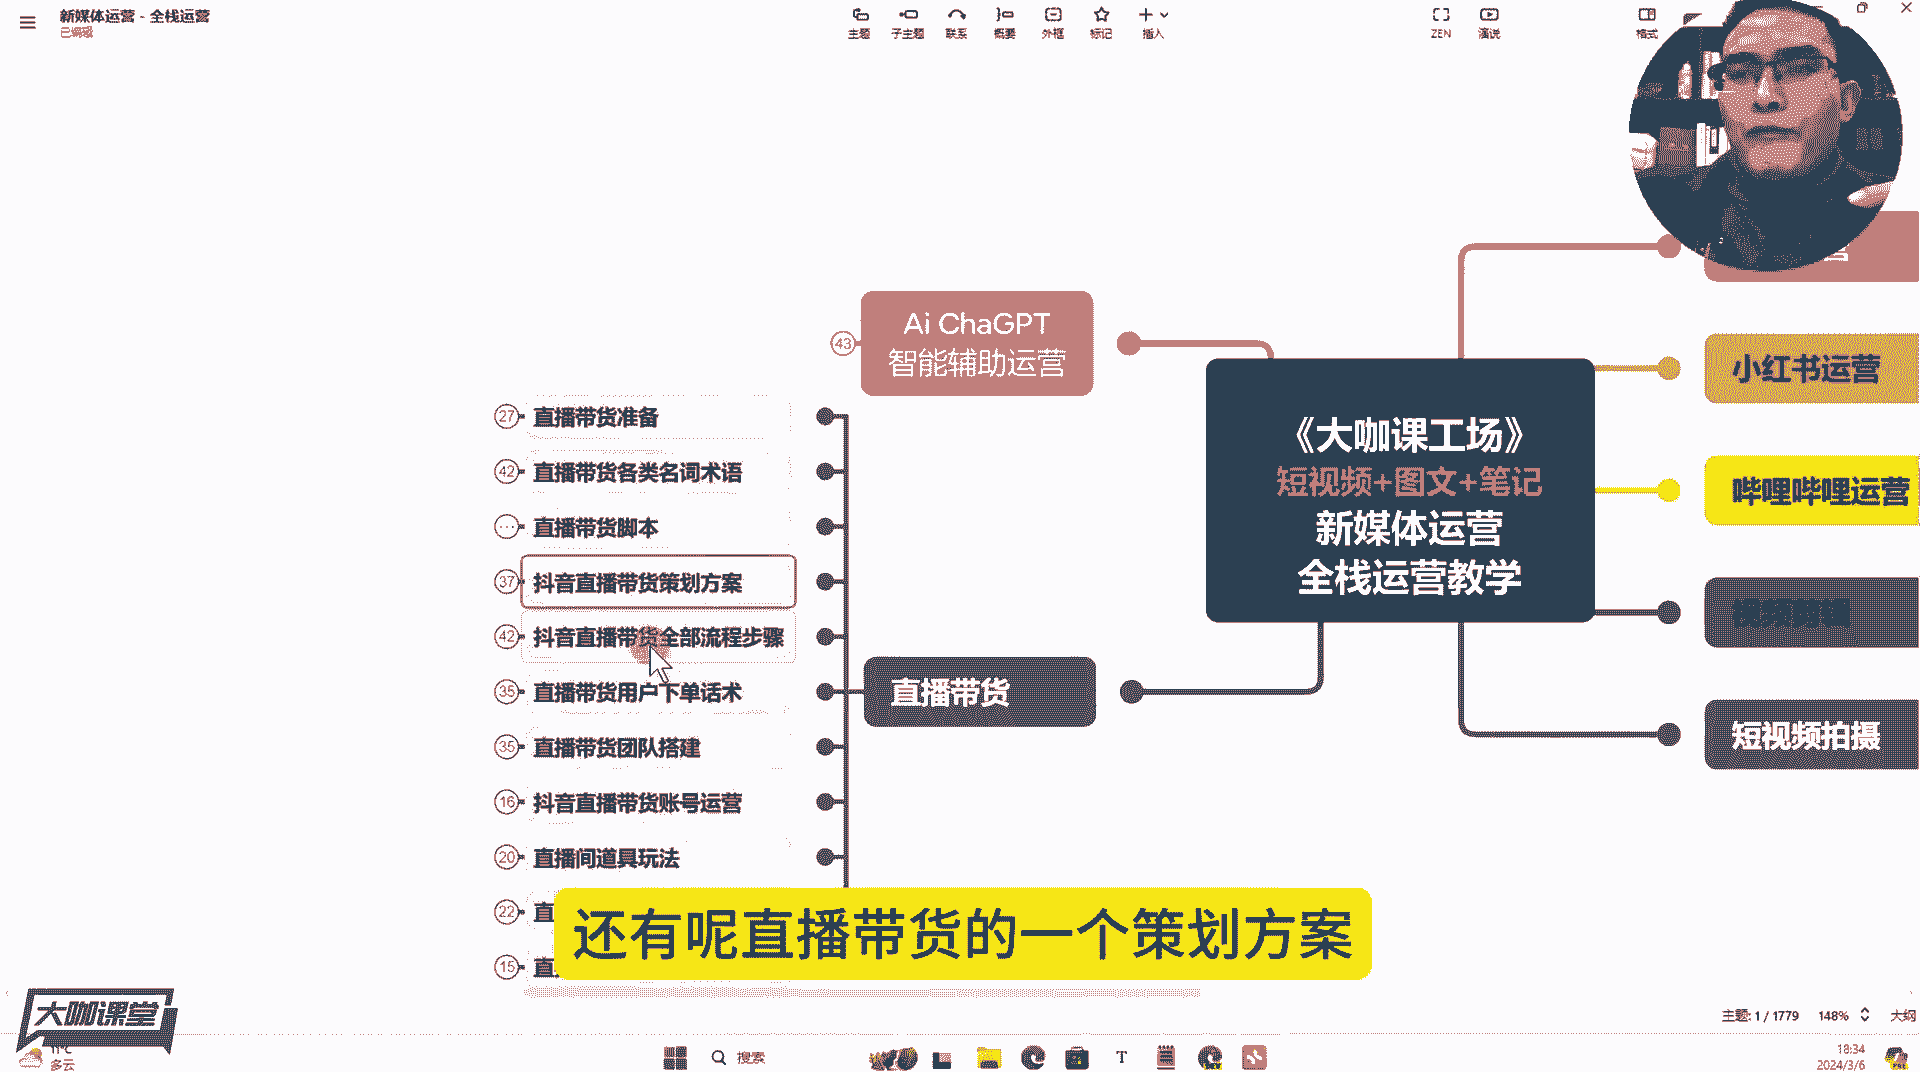 新媒体运营 - 全栈运营
已编辑
主题 子主题 联系 概要 外框 标记 插入
ZEN 演说 格式
Ai ChaGPT
智能辅助运营
43
27 直播带货准备
42 直播带货各类名词术语
直播带货脚本
37 抖音直播带货策划方案
42 抖音直播带货全部流程步骤
35 直播带货用户下单话术
35 直播带货团队搭建
16 抖音直播带货账号运营
20 直播间道具玩法
22 直
15 直
直播带货
《大咖课工场》
短视频+图文+笔记
新媒体运营
全栈运营教学
营
小红书运营
哔哩哔哩运营
短视频拍摄
还有呢直播带货的一个策划方案
大咖课堂
主题: 1 / 1779 148% 大纲
11°C
多云
搜索
18:34
2024/3/6